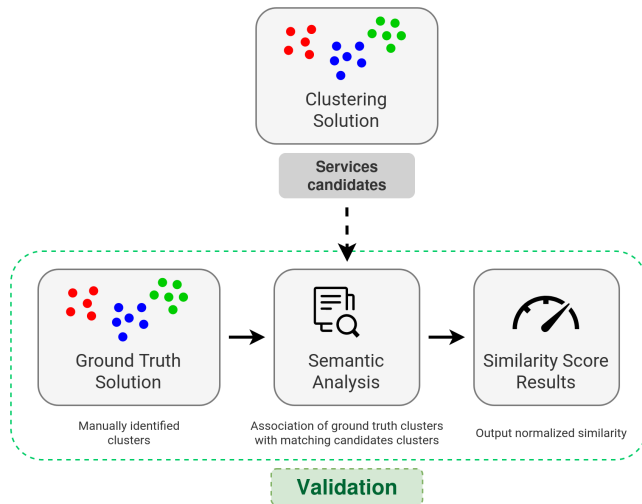 Clustering
Solution
Services
candidates
Ground Truth
Solution
Semantic
Analysis
Similarity Score
Results
Manually identified
clusters
Association of ground truth clusters
with matching candidates clusters
Output normalized similarity
Validation